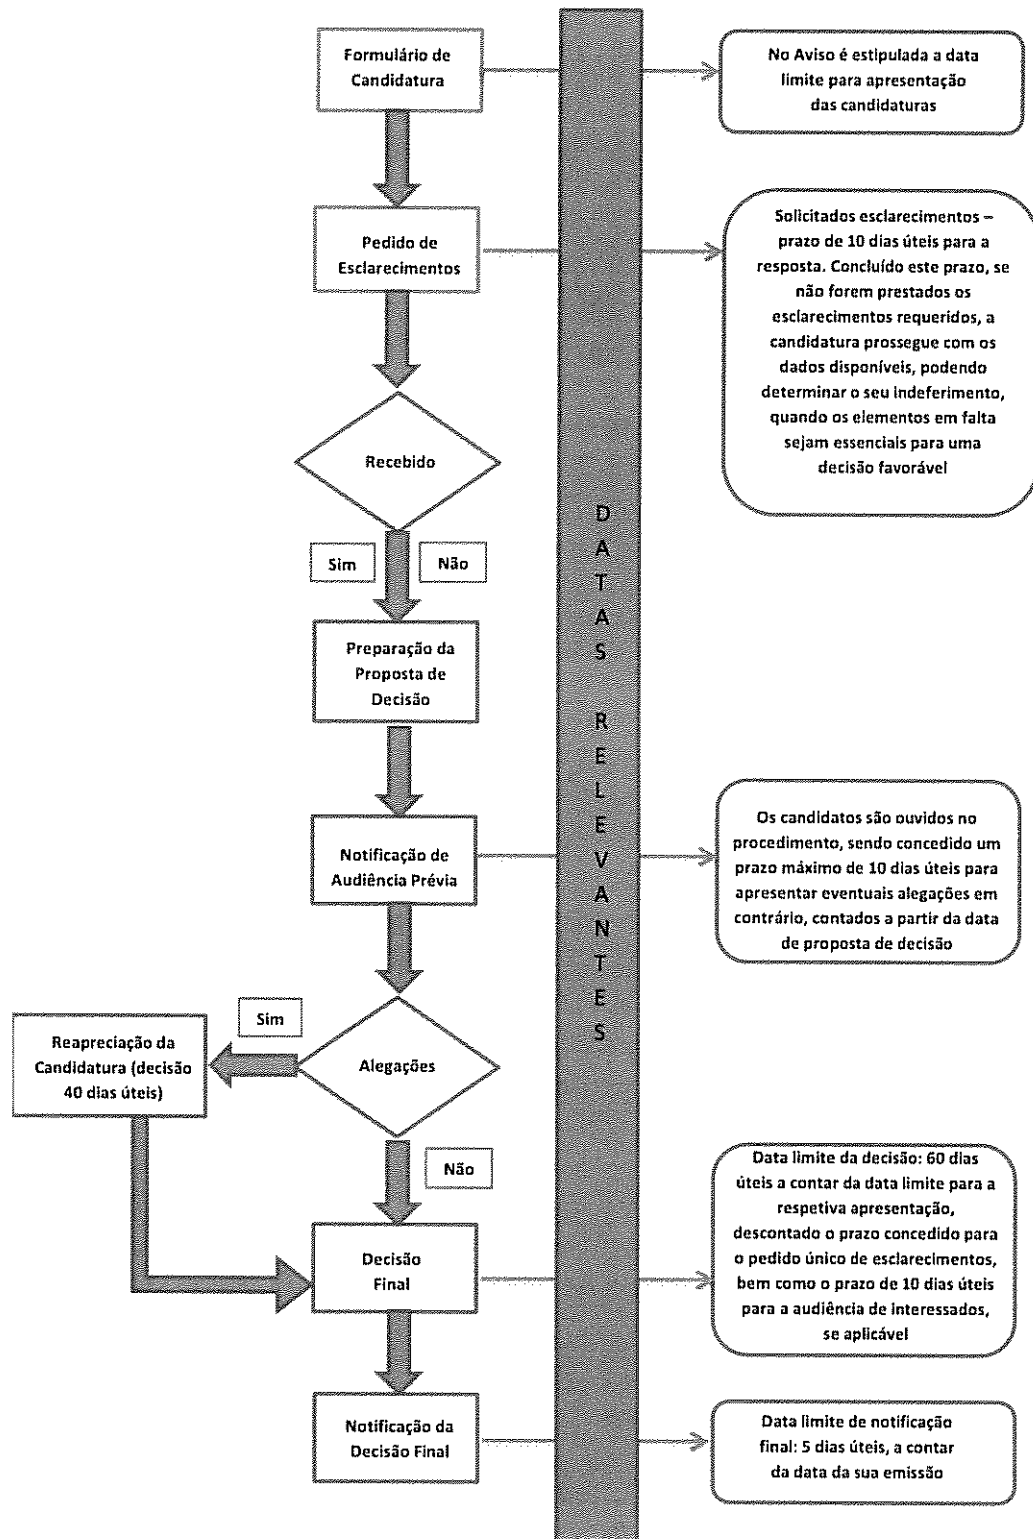 Formulário de
Candidatura
No Aviso é estipulada a data
limite para apresentação
das candidaturas
Pedido de
Esclarecimentos
Solicitados esclarecimentos –
prazo de 10 dias úteis para a
resposta. Concluído este prazo, se
não forem prestados os
esclarecimentos requeridos, a
candidatura prossegue com os
dados disponíveis, podendo
determinar o seu indeferimento,
quando os elementos em falta
sejam essenciais para uma
decisão favorável
Recebido
Sim
Não
Preparação da
Proposta de
Decisão
DATAS RELEVANTES
Notificação de
Audiência Prévia
Os candidatos são ouvidos no
procedimento, sendo concedido um
prazo máximo de 10 dias úteis para
apresentar eventuais alegações em
contrário, contados a partir da data
de proposta de decisão
Sim
Alegações
Reapreciação da
Candidatura (decisão
40 dias úteis)
Não
Decisão
Final
Data limite da decisão: 60 dias
úteis a contar da data limite para a
respetiva apresentação,
descontado o prazo concedido para
o pedido único de esclarecimentos,
bem como o prazo de 10 dias úteis
para a audiência de interessados,
se aplicável
Notificação da
Decisão Final
Data limite de notificação
final: 5 dias úteis, a contar
da data da sua emissão